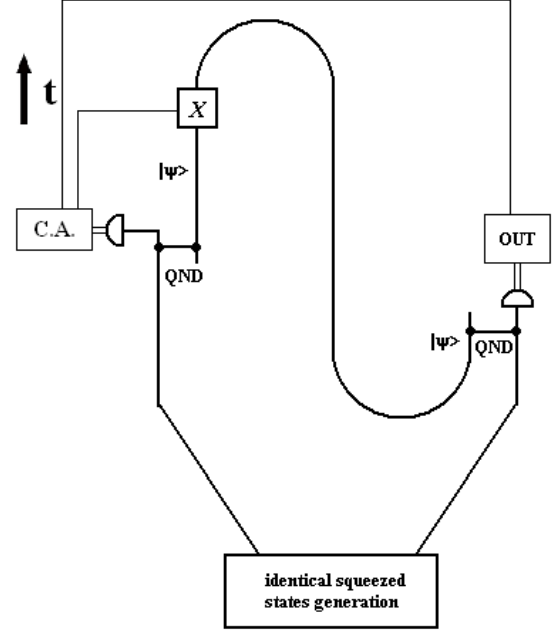 t
X
|ψ>
C.A.
OUT
QND
|ψ>
QND
identical squeezed
states generation